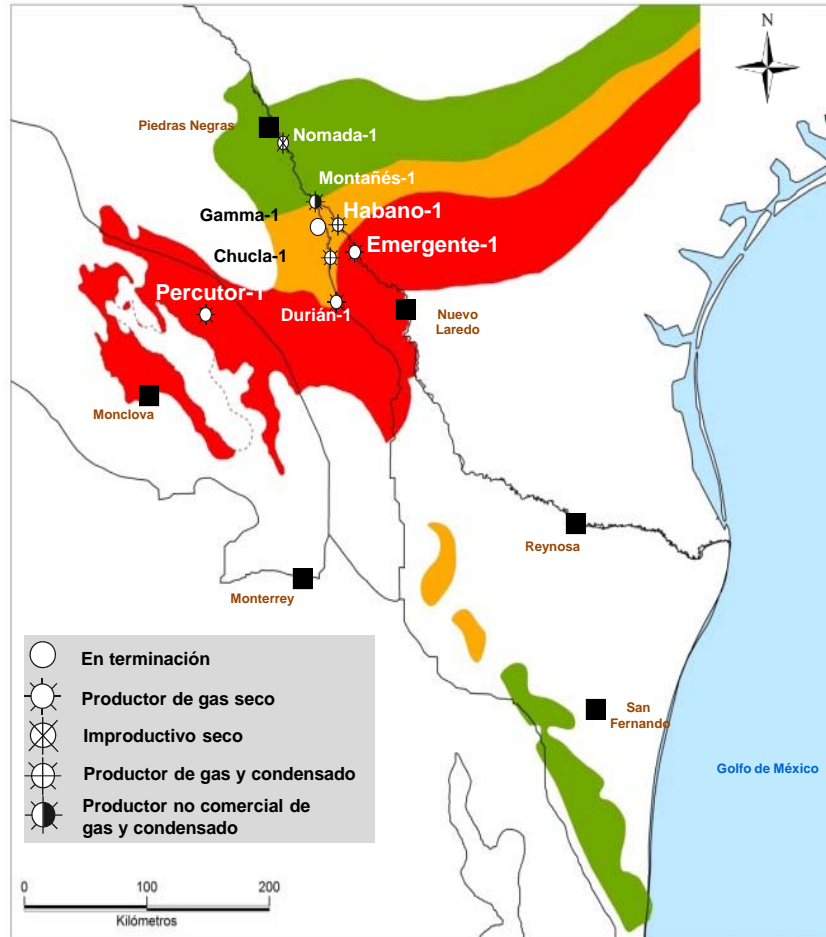 N
Piedras Negras
Nomada-1
Montañés-1
Gamma-1
Habano-1
Chucla-1
Emergente-1
Percutor-1
Durián-1
Nuevo
Laredo
Monclova
Reynosa
Monterrey
En terminación
Productor de gas seco
Improductivo seco
Productor de gas y condensado
Productor no comercial de
gas y condensado
San
Fernando
Golfo de México
0 100 200
Kilómetros